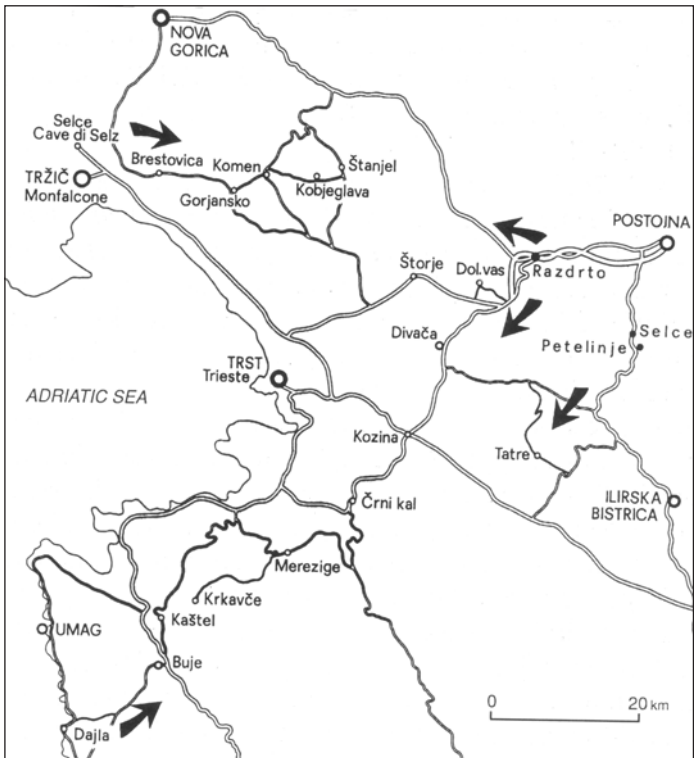 NOVA
GORICA
Selce
Cave di Selz
TRŽIČ
Monfalcone
Brestovica
Komen
Štanjel
Gorjansko
Kobjeglava
POSTOJNA
Štorje
Dol.vas
Razdrto
Divača
Selce
Petelinje
TRST
Trieste
ADRIATIC SEA
Kozina
Tatre
Črni kal
ILIRSKA
BISTRICA
Merezige
Krkavče
Kaštel
UMAG
Buje
Dajla
0 20 km